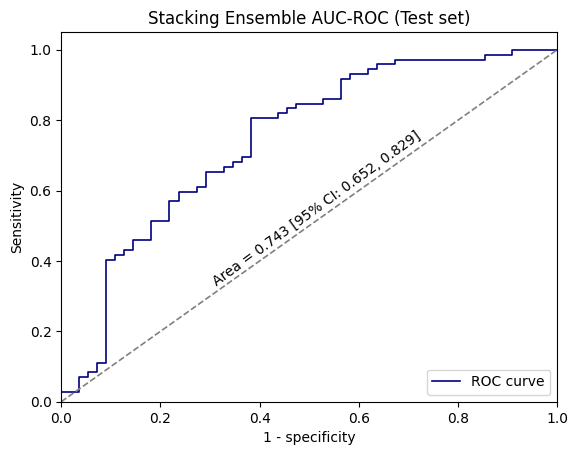 Stacking Ensemble AUC-ROC (Test set)
1.0
0.8
0.6
0.4
0.2
0.0
Sensitivity
Area = 0.743 [95% CI: 0.652, 0.829]
ROC curve
0.0 0.2 0.4 0.6 0.8 1.0
1 - specificity